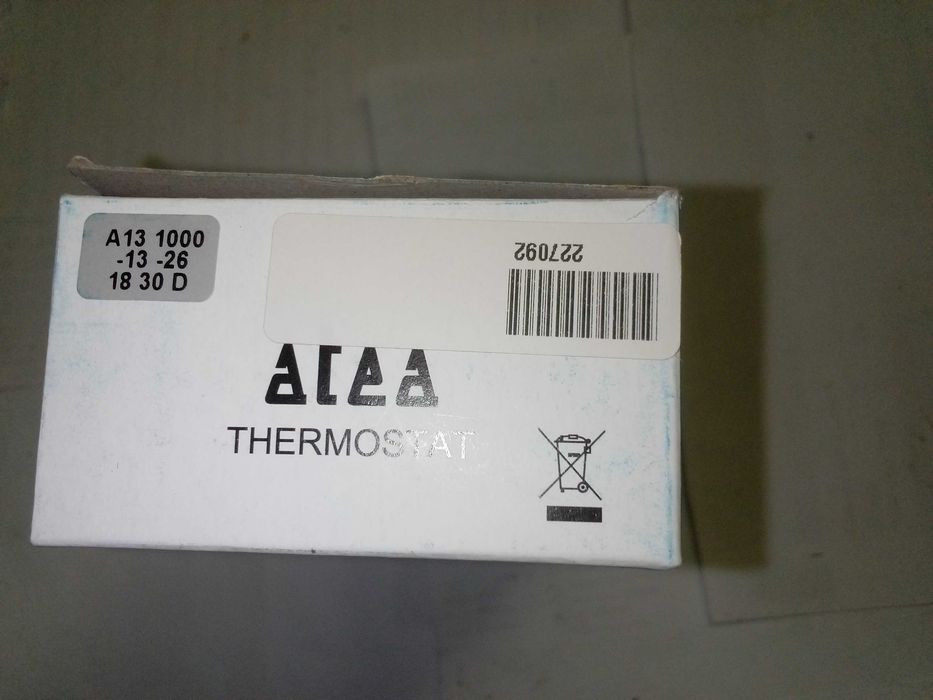 A13 1000
-13 -26
18 30 D
227092
atea
THERMOSTAT